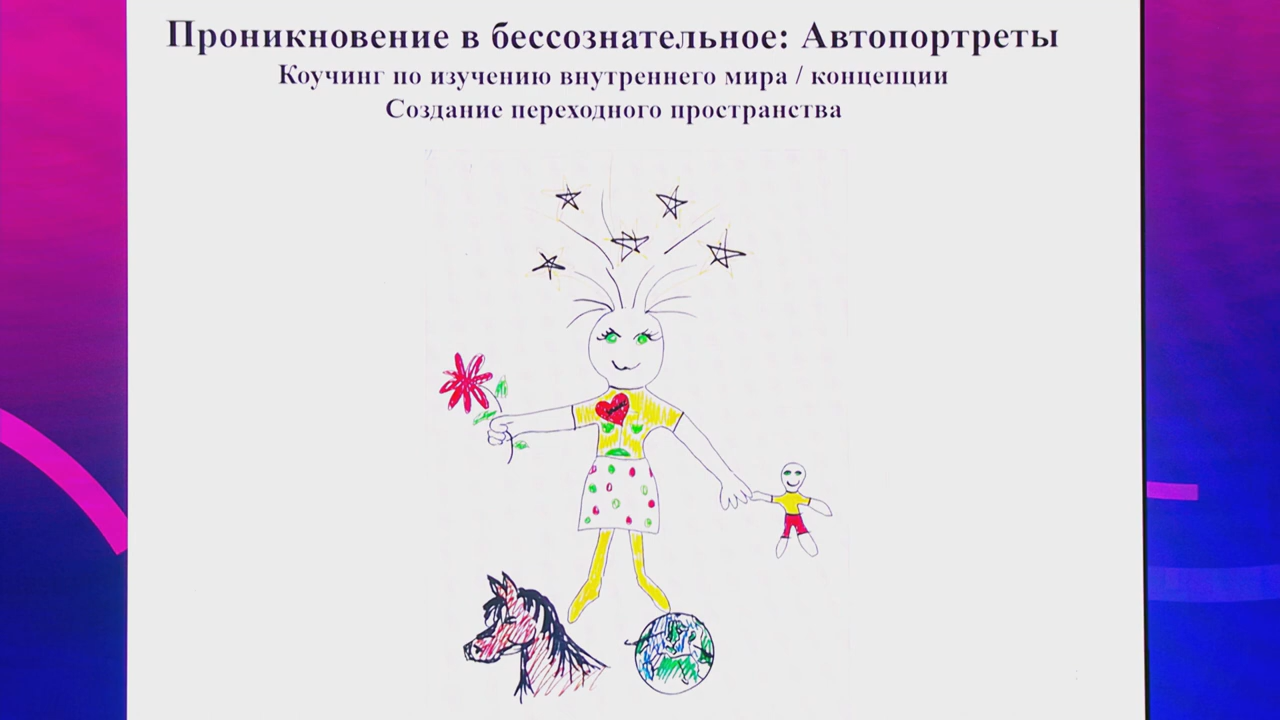 Проникновение в бессознательное: Автопортреты
Коучинг по изучению внутреннего мира / концепции
Создание переходного пространства